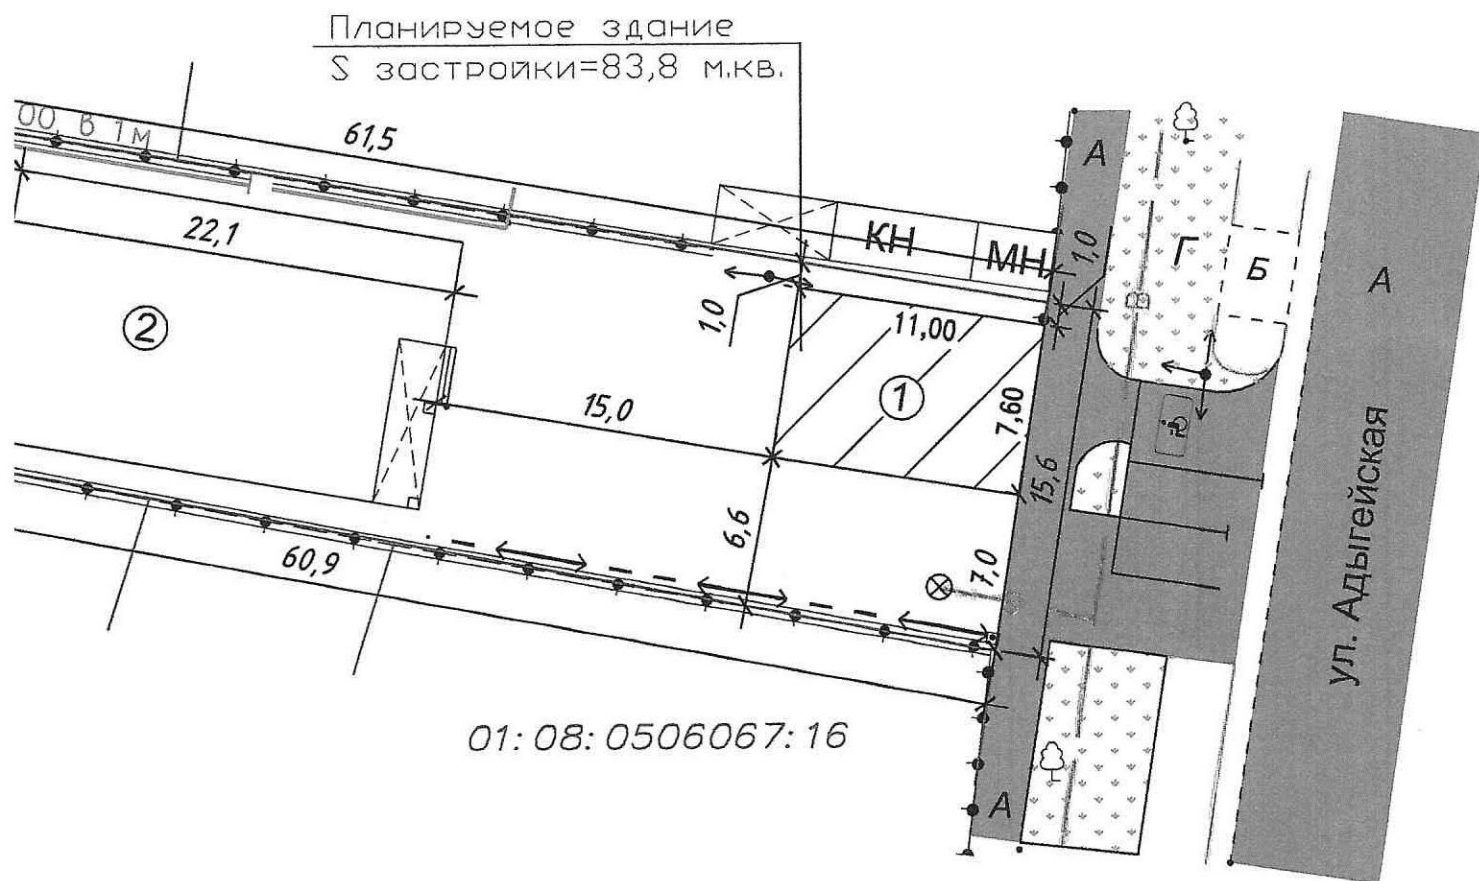 Планируемое здание
S застройки=83,8 м.кв.
00 в 1м
61,5
А
22,1
КН
МН
1,0
Г
Б
А
1,0
11,00
2
15,0
1
7,60
15,6
6,6
7,0
60,9
ул. Адыгейская
01:08:0506067:16
А